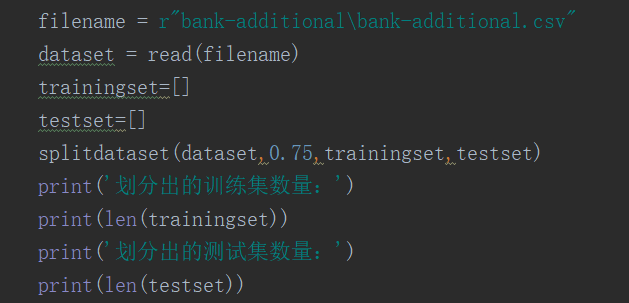 filename = r"bank-additional\bank-additional.csv"
dataset = read(filename)
trainingset=[]
testset=[]
splitdataset(dataset,0.75,trainingset,testset)
print('划分出的训练集数量：')
print(len(trainingset))
print('划分出的测试集数量：')
print(len(testset))